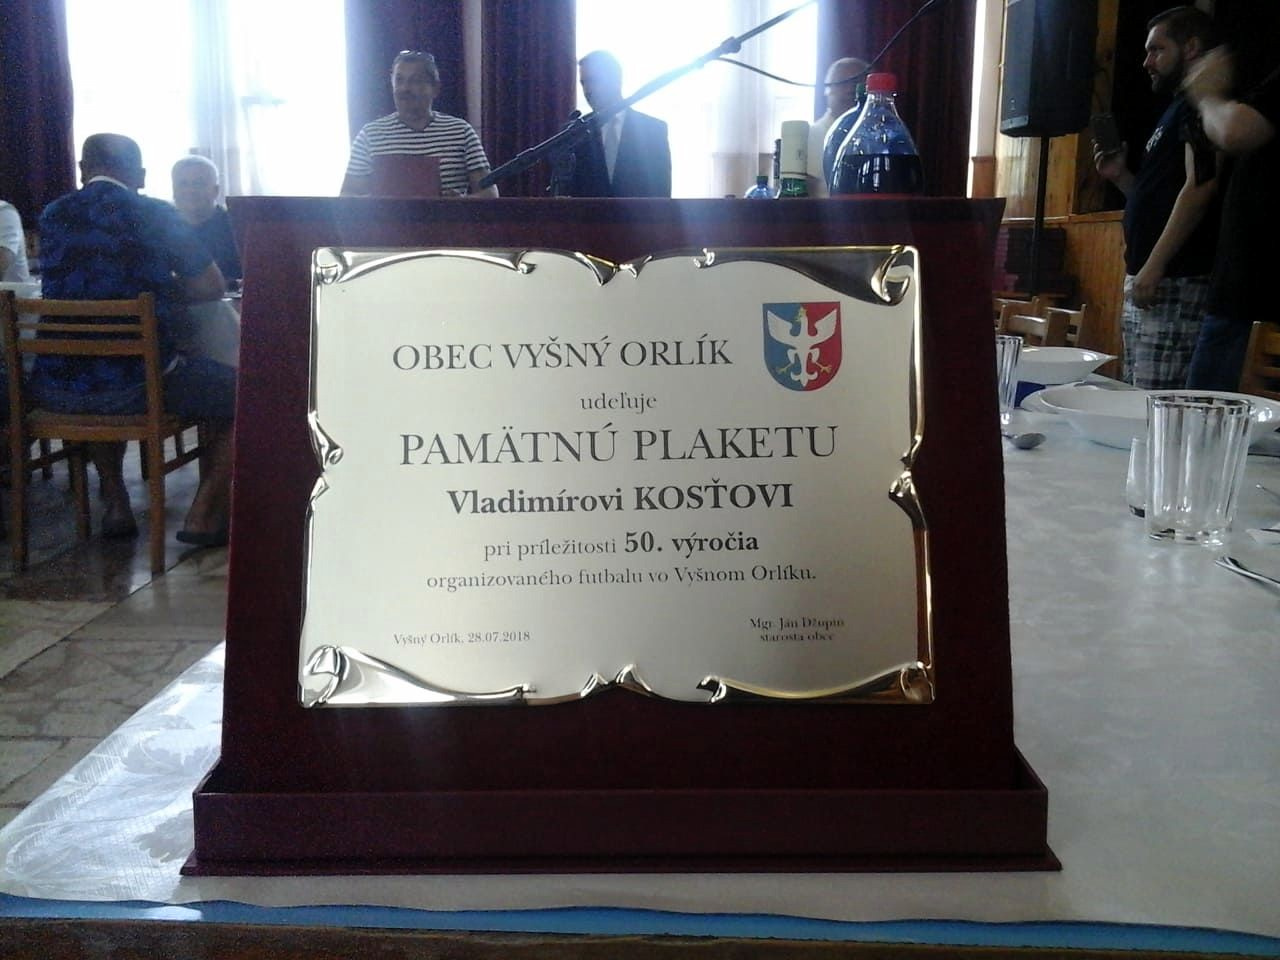 OBEC VYŠNÝ ORLÍK
udeľuje
PAMÄTNÚ PLAKETU
Vladimírovi KOSŤOVI
pri príležitosti 50. výročia
organizovaného futbalu vo Vyšnom Orlíku.
Vyšný Orlík, 28.07.2018
Mgr. Ján Džupin
starosta obce